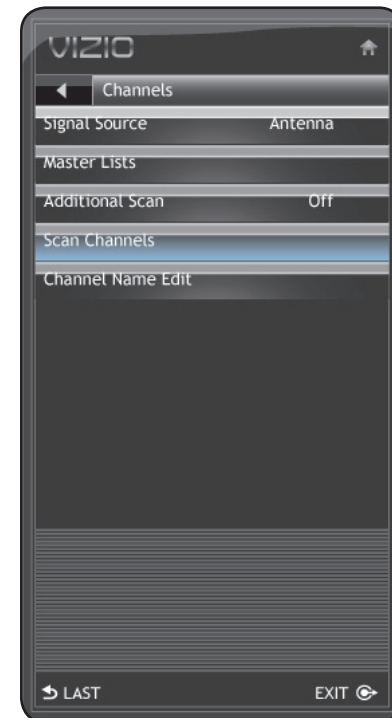 VIZIO
Channels
Signal Source Antenna
Master Lists
Additional Scan Off
Scan Channels
Channel Name Edit
LAST EXIT